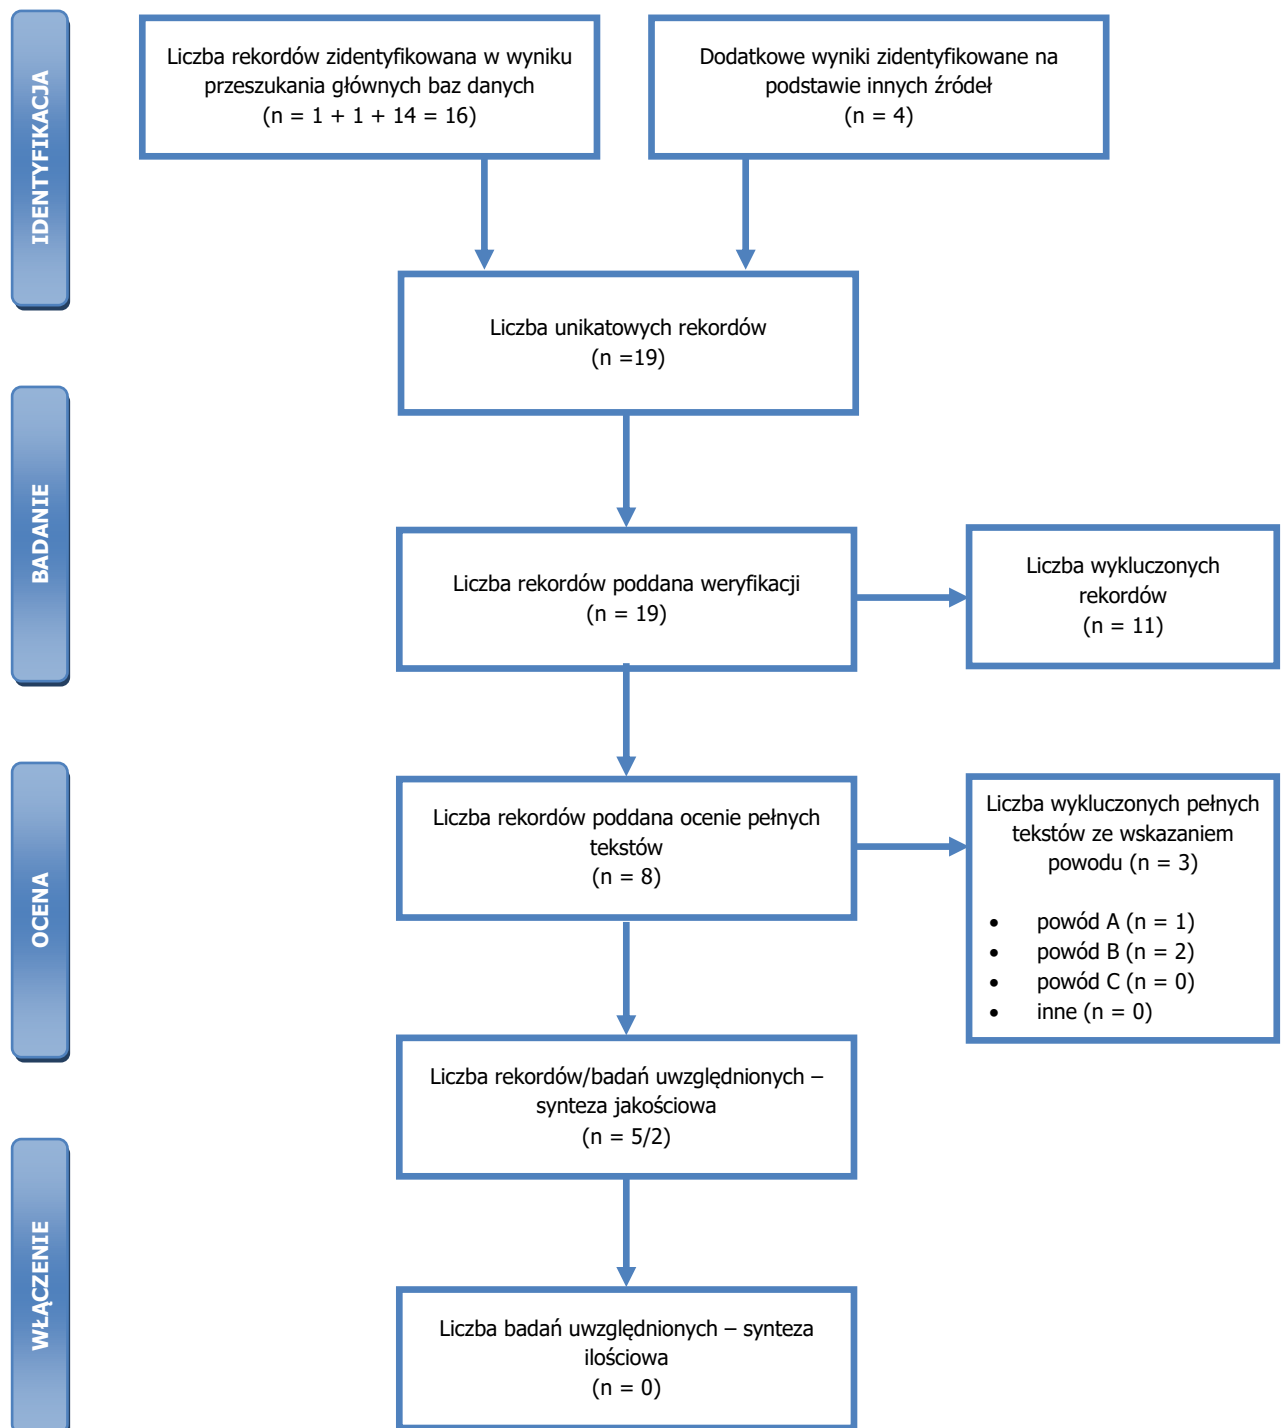 IDENTYFIKACJA
Liczba rekordów zidentyfikowana w wyniku
przeszukania głównych baz danych
(n = 1 + 1 + 14 = 16)
Dodatkowe wyniki zidentyfikowane na
podstawie innych źródeł
(n = 4)
Liczba unikatowych rekordów
(n =19)
BADANIE
Liczba rekordów poddana weryfikacji
(n = 19)
Liczba wykluczonych
rekordów
(n = 11)
OCENA
Liczba rekordów poddana ocenie pełnych
tekstów
(n = 8)
Liczba wykluczonych pełnych
tekstów ze wskazaniem
powodu (n = 3)
• powód A (n = 1)
• powód B (n = 2)
• powód C (n = 0)
• inne (n = 0)
Liczba rekordów/badań uwzględnionych –
synteza jakościowa
(n = 5/2)
WŁĄCZENIE
Liczba badań uwzględnionych – synteza
ilościowa
(n = 0)